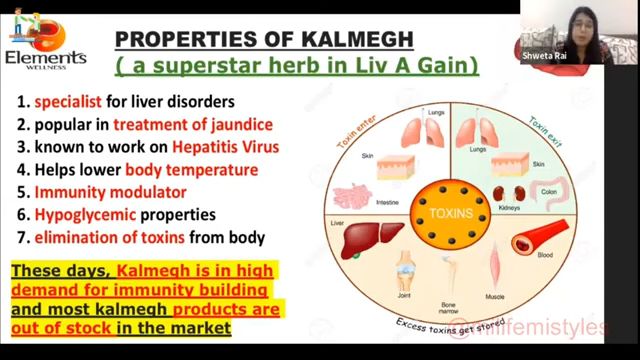 Elements
WELLNESS
PROPERTIES OF KALMEGH
( a superstar herb in Liv A Gain)
Shweta Rai
1. specialist for liver disorders
2. popular in treatment of jaundice
3. known to work on Hepatitis Virus
4. Helps lower body temperature
5. Immunity modulator
6. Hypoglycemic properties
7. elimination of toxins from body
These days, Kalmegh is in high
demand for immunity building
and most kalmegh products are
out of stock in the market
Toxin enter
Toxin exit
Lungs
Lungs
Skin
Skin
Intestine
Colon
Kidneys
TOXINS
Liver
Blood
Joint
Bone
marrow
Muscle
Excess toxins get stored
@mlifemistyles